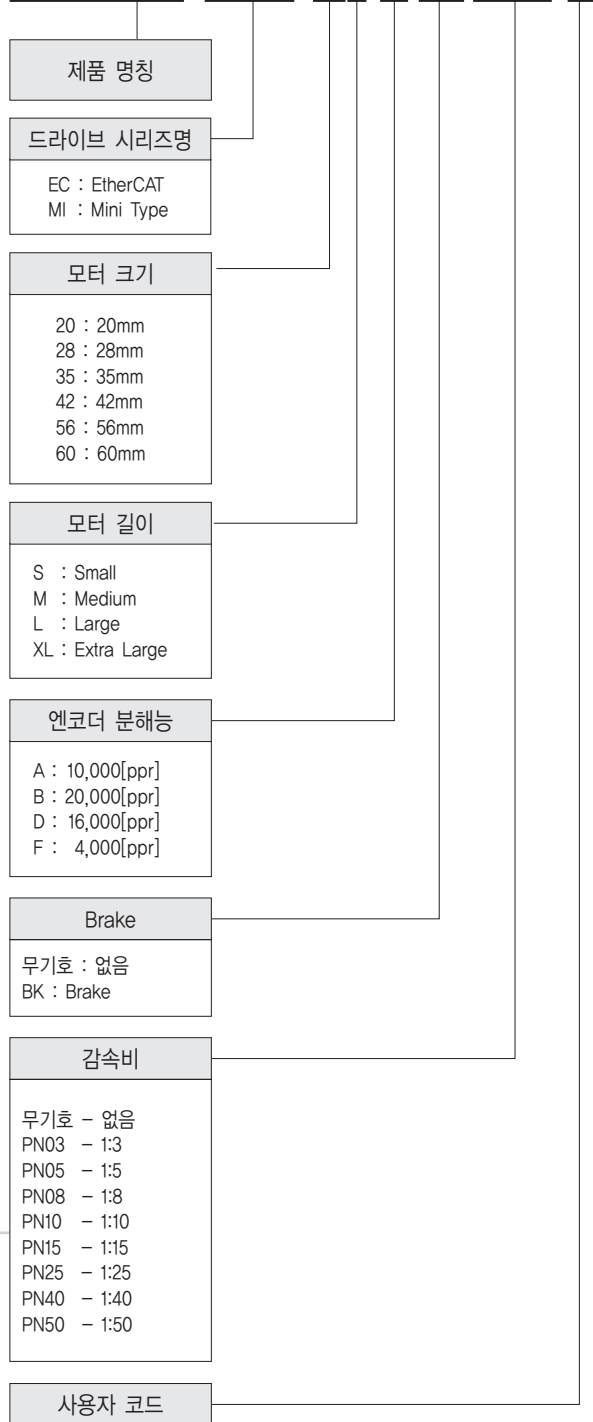 제품 명칭
드라이브 시리즈명
EC : EtherCAT
MI : Mini Type
모터 크기
20 : 20mm
28 : 28mm
35 : 35mm
42 : 42mm
56 : 56mm
60 : 60mm
모터 길이
S : Small
M : Medium
L : Large
XL : Extra Large
엔코더 분해능
A : 10,000[ppr]
B : 20,000[ppr]
D : 16,000[ppr]
F : 4,000[ppr]
Brake
무기호 : 없음
BK : Brake
감속비
무기호 – 없음
PN03 – 1:3
PN05 – 1:5
PN08 – 1:8
PN10 – 1:10
PN15 – 1:15
PN25 – 1:25
PN40 – 1:40
PN50 – 1:50
사용자 코드